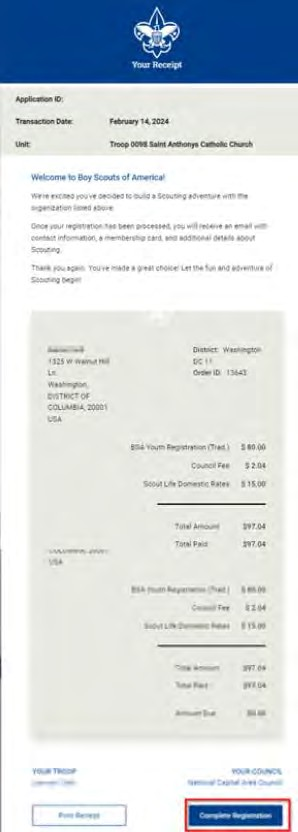 Your Receipt
Application ID:
Transaction Date: February 14, 2024
Unit: Troop 0098 Saint Anthonys Catholic Church
Welcome to Boy Scouts of America!
We're excited you've decided to build a Scouting adventure with the
organization listed above.
Once your registration has been processed, you will receive an email with
contact information, a membership card, and additional details about
Scouting.
Thank you again. You've made a great choice! Let the fun and adventure of
Scouting begin!
District: Washington
1325 W Walnut Hill DC 11
Ln. Order ID: 13643
Washington,
DISTRICT OF
COLUMBIA, 20001
USA
BSA Youth Registration (Trad.) $ 80.00
Council Fee $ 2.04
Scout Life Domestic Rates $ 15.00
Total Amount $97.04
Total Paid $97.04
COLUMBIA, 20001
USA
BSA Youth Registration (Trad.) $ 80.00
Council Fee $ 2.04
Scout Life Domestic Rates $ 15.00
Total Amount $97.04
Total Paid $97.04
Amount Due $0.00
YOUR TROOP YOUR COUNCIL
National Capital Area Council
Print Receipt Complete Registration